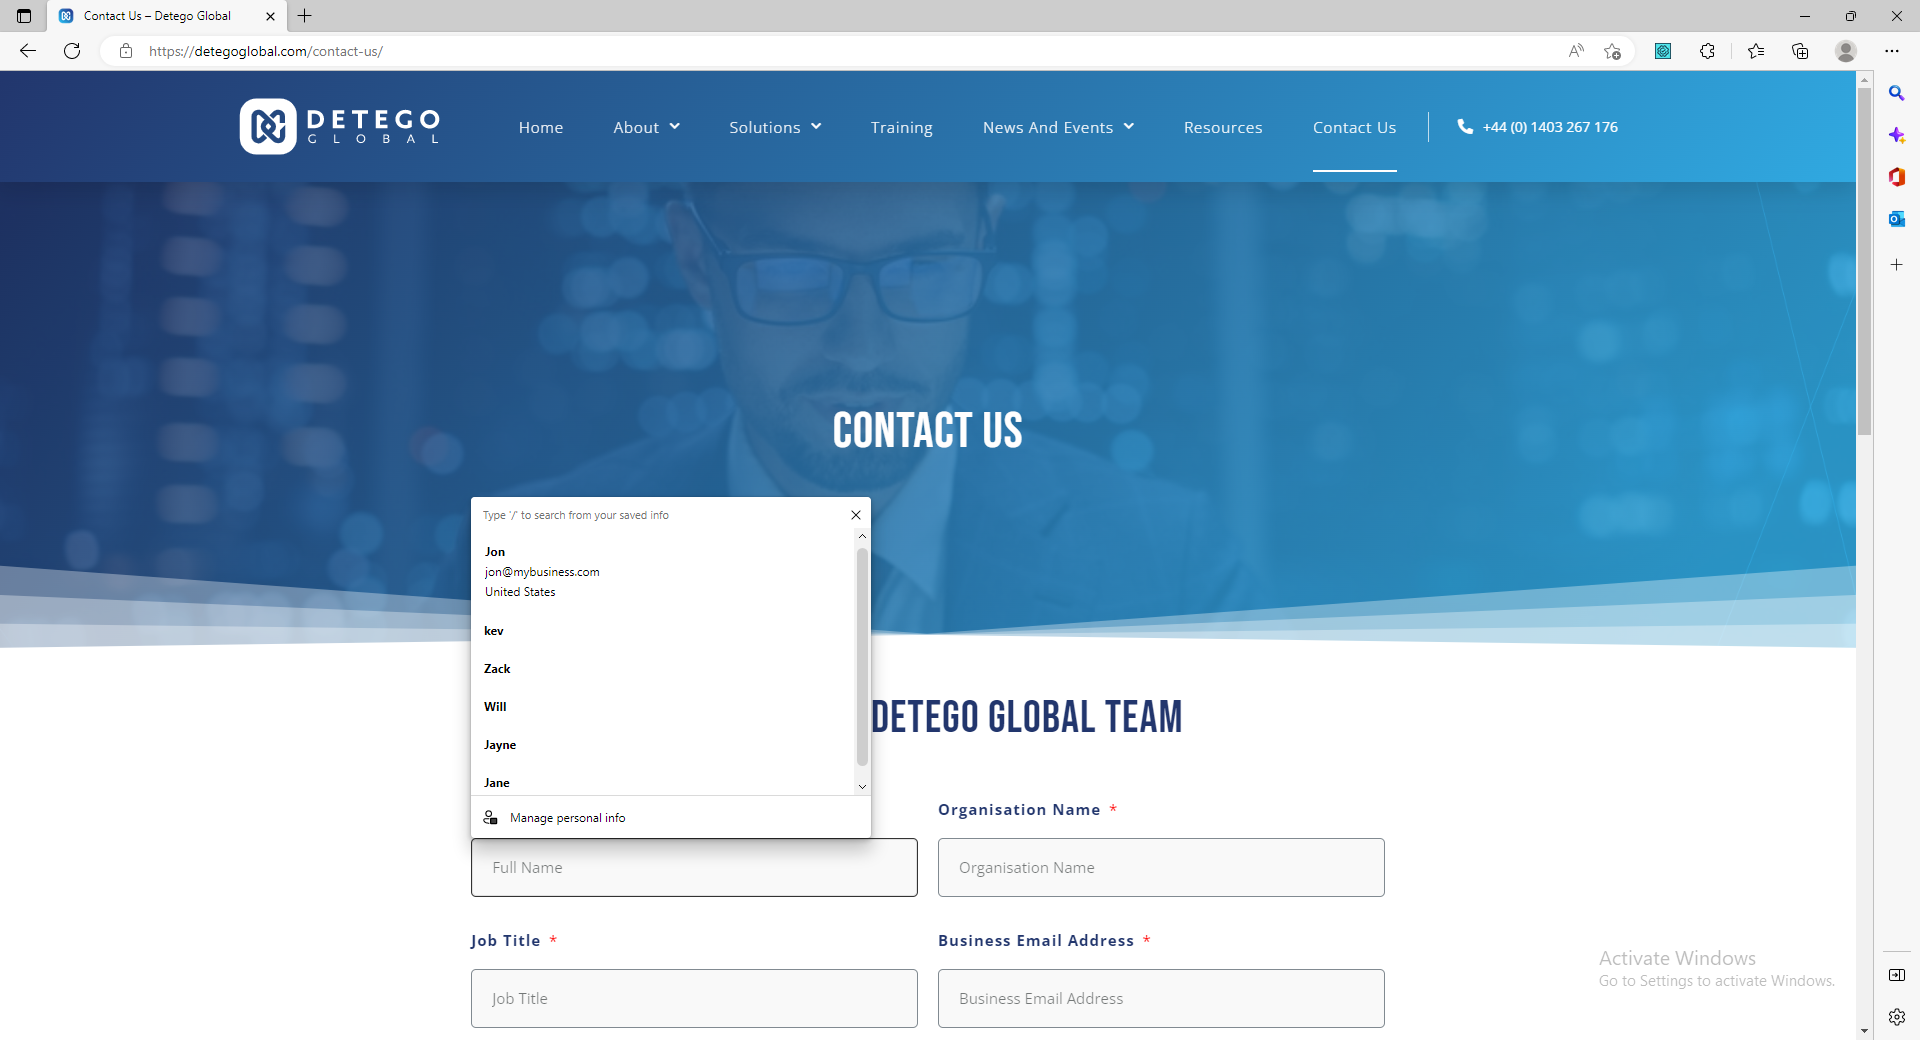 Contact Us – Detego Global
https://detegoglobal.com/contact-us/
DETEGO
GLOBAL
Home
About
Solutions
Training
News And Events
Resources
Contact Us
+44 (0) 1403 267 176
CONTACT US
Type '/' to search from your saved info
Jon
jon@mybusiness.com
United States
kev
Zack
Will
Jayne
Jane
Manage personal info
DETEGO GLOBAL TEAM
Organisation Name *
Full Name
Organisation Name
Job Title *
Business Email Address *
Job Title
Business Email Address
Activate Windows
Go to Settings to activate Windows.